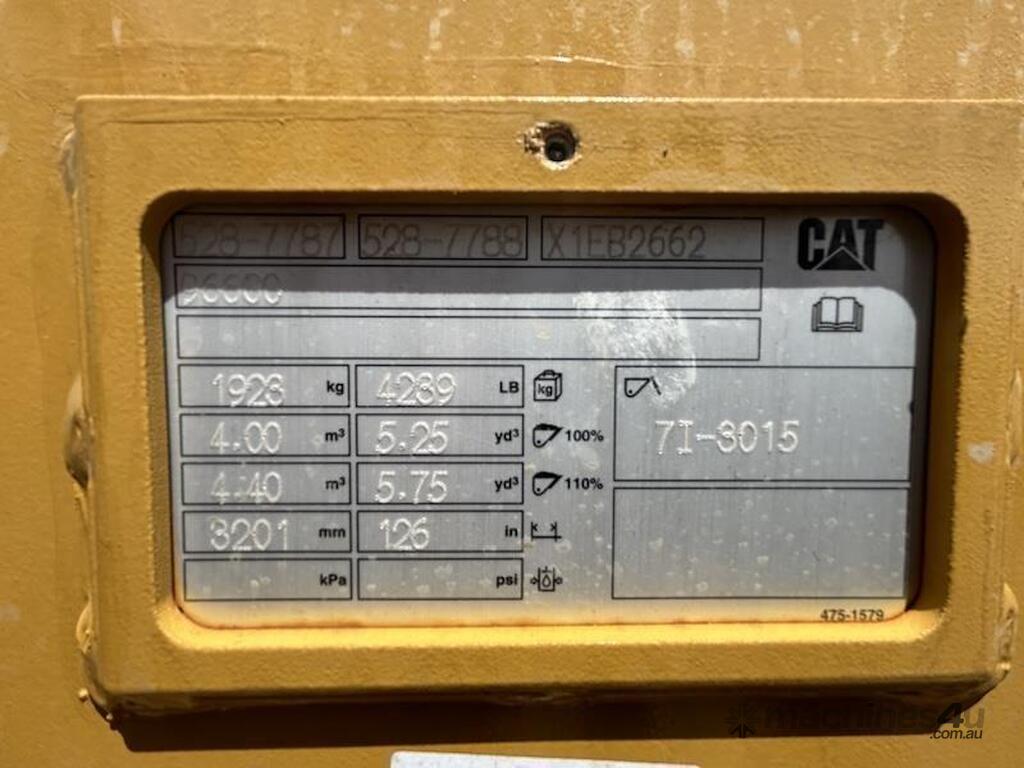 528-7787 528-7788 X1EB2662 CAT
966GC
1923 kg 4239 LB kg
4.00 m³ 5.25 yd³ 100% 7I-3015
4.40 m³ 5.75 yd³ 110%
3201 mm 126 in
kPa psi
475-1579
machines4u
.com.au